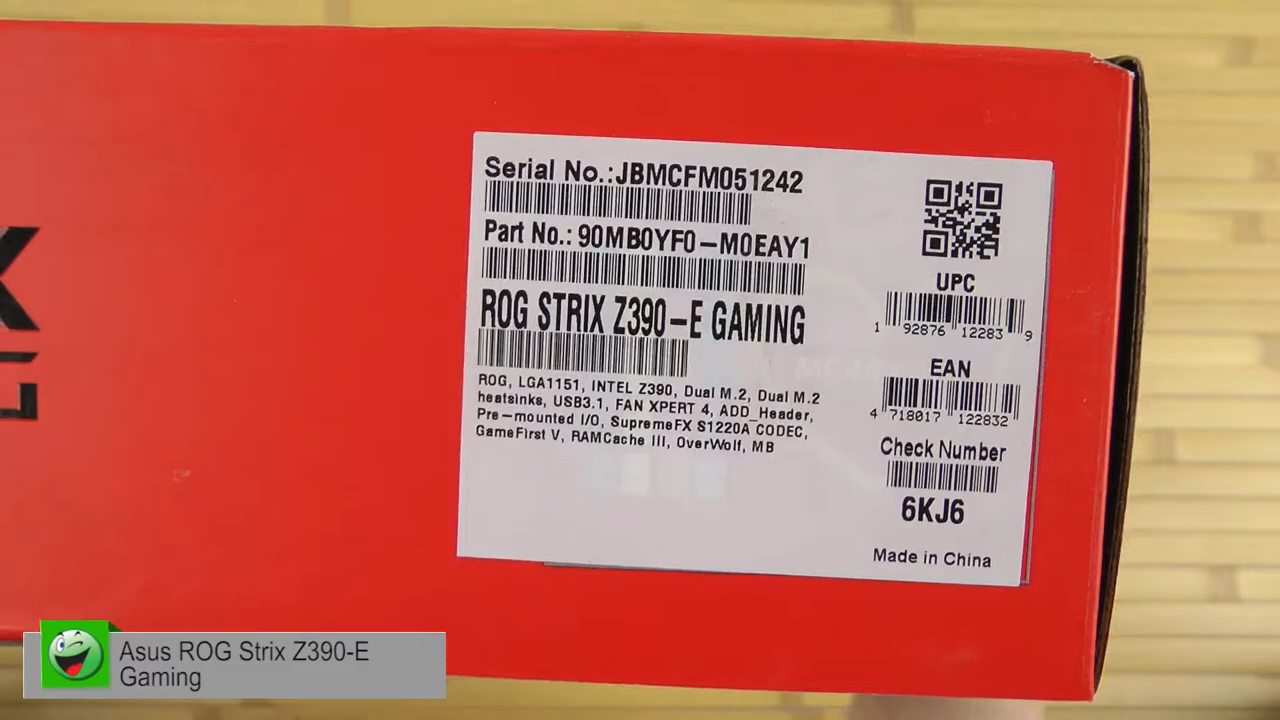 Serial No.:JBMCFM051242
Part No.: 90MB0YF0-M0EAY1
ROG STRIX Z390-E GAMING
ROG, LGA1151, INTEL Z390, Dual M.2, Dual M.2
heatsinks, USB3.1, FAN XPERT 4, ADD_Header,
Pre-mounted I/O, SupremeFX S1220A CODEC,
GameFirst V, RAMCache III, OverWolf, MB
UPC
1 92876 12283 9
EAN
4 718017 122832
Check Number
6KJ6
Made in China
Asus ROG Strix Z390-E
Gaming